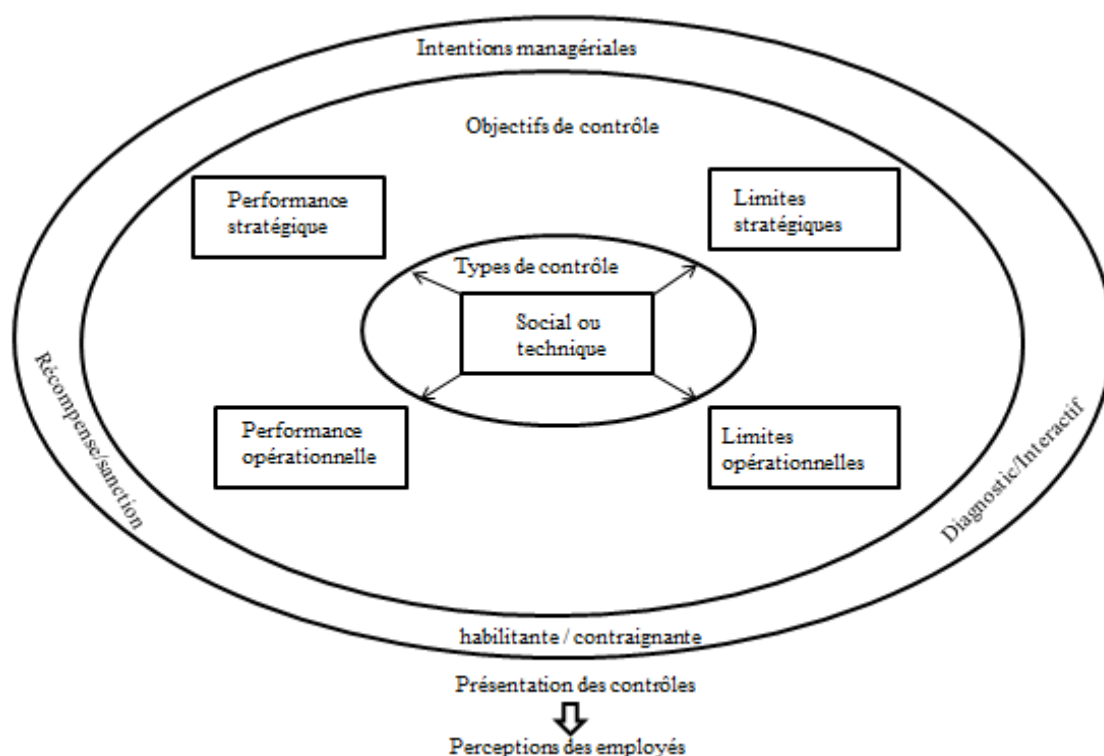 Intentions managériales
Objectifs de contrôle
Performance
stratégique
Limites
stratégiques
Types de contrôle
Social ou
technique
Performance
opérationnelle
Limites
opérationnelles
Récompense/sanction
Diagnostic/Interactif
habilitante / contraignante
Présentation des contrôles
Perceptions des employés